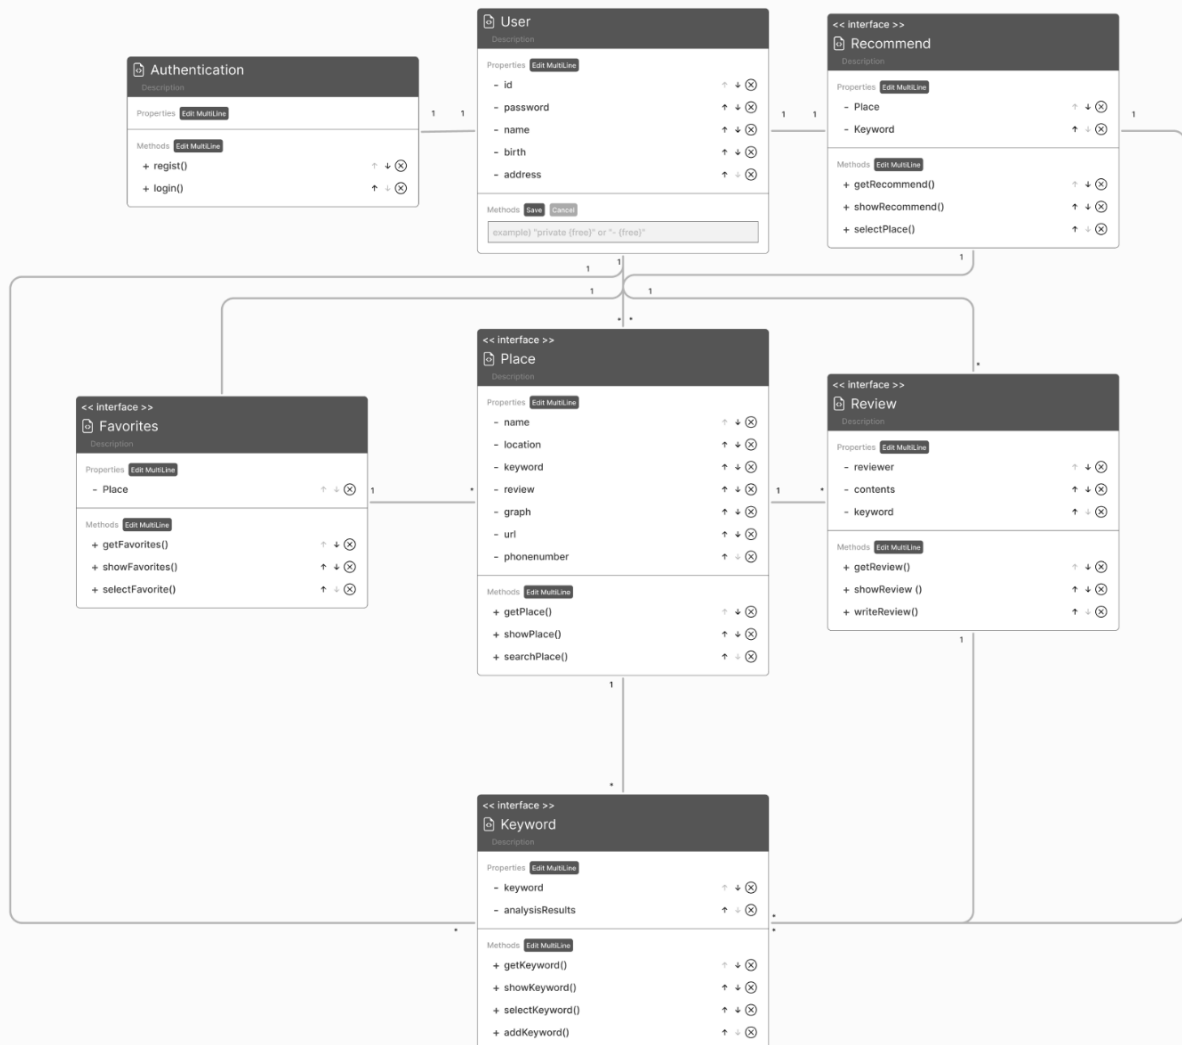 User
Description
Properties Edit MultiLine
- id
- password
- name
- birth
- address
Methods Save Cancel
example) "private {free}" or "- {free}"
<< interface >>
Recommend
Description
Properties Edit MultiLine
- Place
- Keyword
Methods Edit MultiLine
+ getRecommend()
+ showRecommend()
+ selectPlace()
Authentication
Description
Properties Edit MultiLine
Methods Edit MultiLine
+ regist()
+ login()
1
1
1
1
1
1
1
1
1
1
* *
*
<< interface >>
Place
Description
Properties Edit MultiLine
- name
- location
- keyword
- review
- graph
- url
- phonenumber
Methods Edit MultiLine
+ getPlace()
+ showPlace()
+ searchPlace()
<< interface >>
Review
Description
Properties Edit MultiLine
- reviewer
- contents
- keyword
Methods Edit MultiLine
+ getReview()
+ showReview ()
+ writeReview()
<< interface >>
Favorites
Description
Properties Edit MultiLine
- Place
Methods Edit MultiLine
+ getFavorites()
+ showFavorites()
+ selectFavorite()
1
*
1
*
1
1
*
<< interface >>
Keyword
Description
Properties Edit MultiLine
- keyword
- analysisResults
Methods Edit MultiLine
+ getKeyword()
+ showKeyword()
+ selectKeyword()
+ addKeyword()
*
*
*